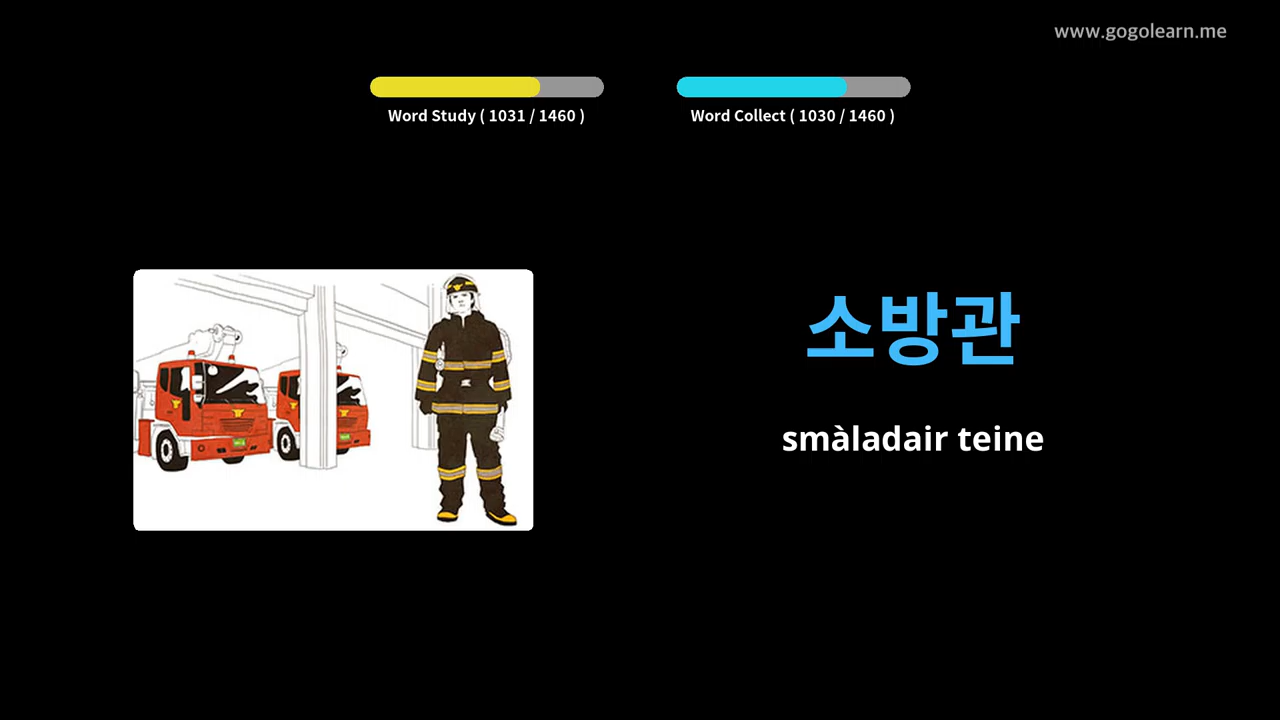 www.gogolearn.me
Word Study ( 1031 / 1460 )
Word Collect ( 1030 / 1460 )
소방관
smàladair teine